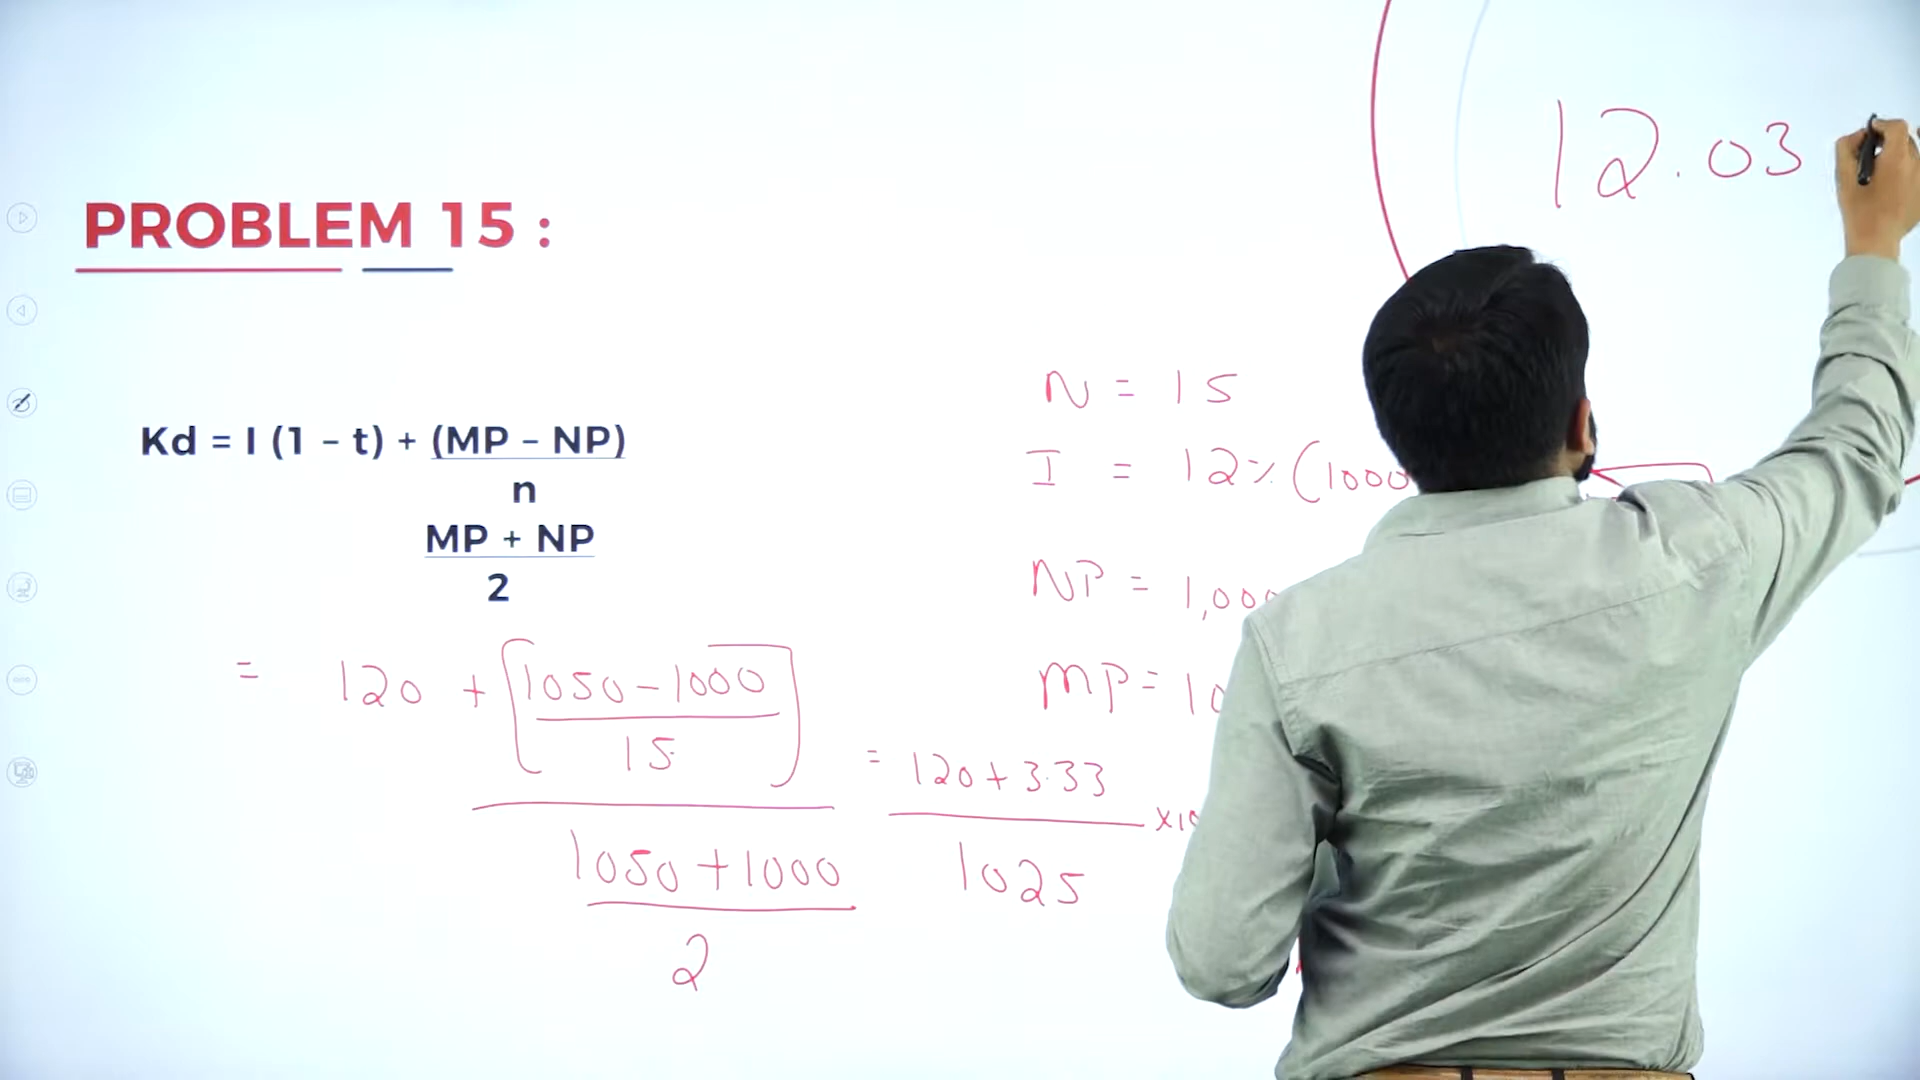 PROBLEM 15 :
12.03
Kd = I (1 - t) + (MP - NP)
n
MP + NP
2
N = 15
I = 12% (1000
NP = 1,000
MP = 10
= 120 + [1050 - 1000
15]
1050 + 1000
2
= 120 + 3.33
1025
×10